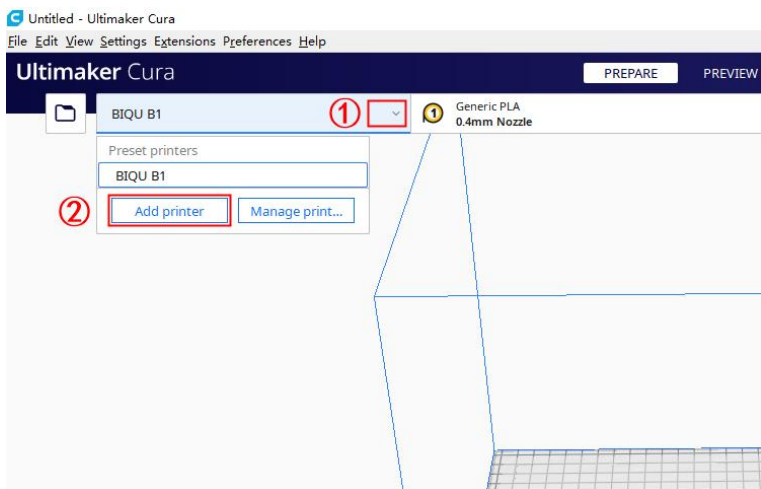 Untitled - Ultimaker Cura
File Edit View Settings Extensions Preferences Help
Ultimaker Cura
PREPARE PREVIEW
BIQU B1 ① 1 Generic PLA
0.4mm Nozzle
Preset printers
BIQU B1
② Add printer Manage print...